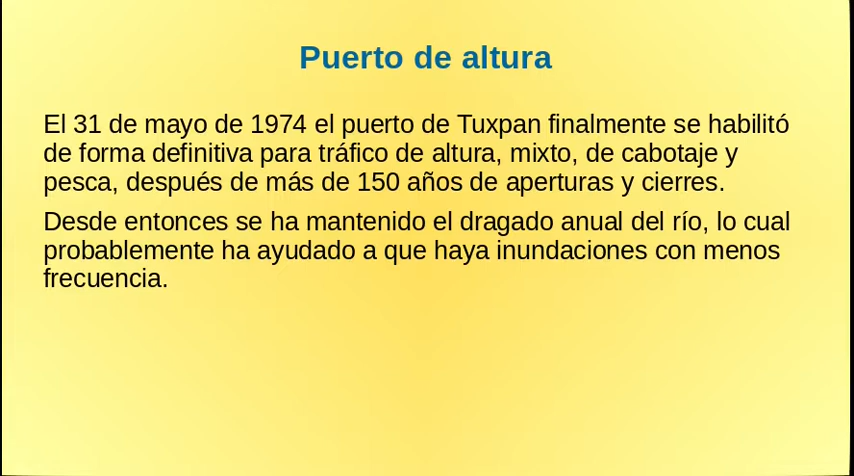 Puerto de altura
El 31 de mayo de 1974 el puerto de Tuxpan finalmente se habilitó
de forma definitiva para tráfico de altura, mixto, de cabotaje y
pesca, después de más de 150 años de aperturas y cierres.
Desde entonces se ha mantenido el dragado anual del río, lo cual
probablemente ha ayudado a que haya inundaciones con menos
frecuencia.